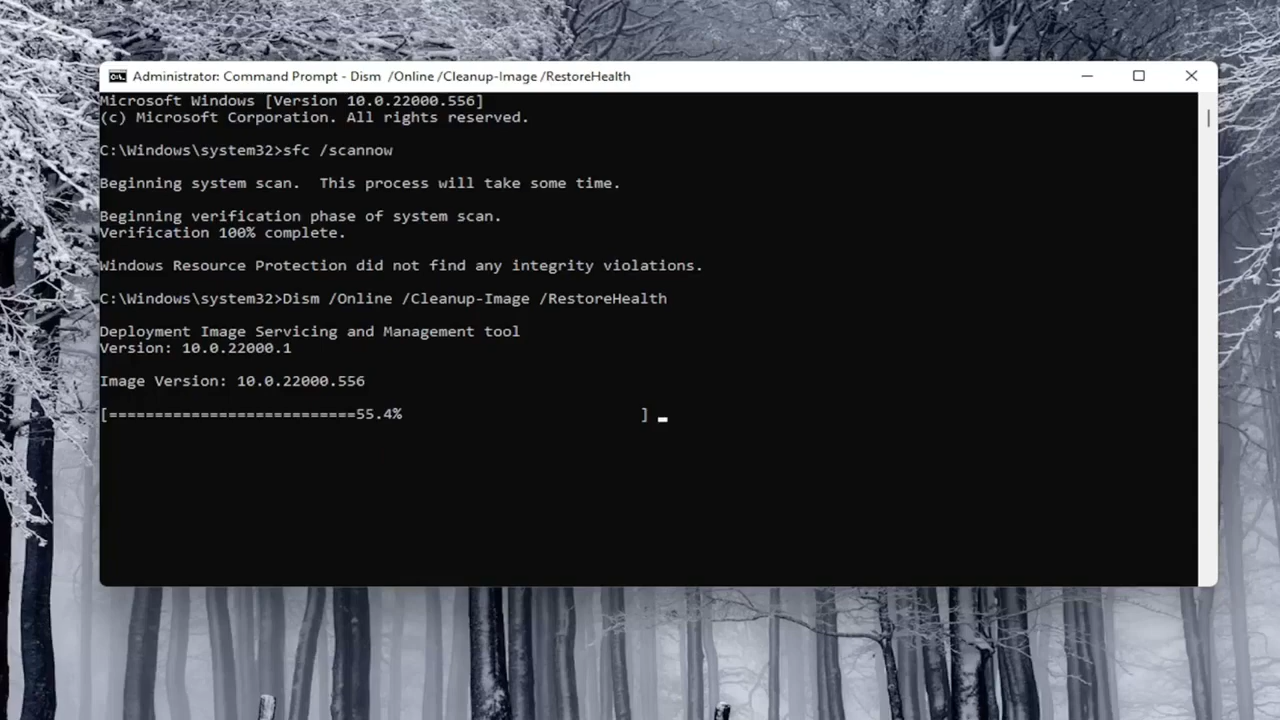 Administrator: Command Prompt - Dism  /Online /Cleanup-Image /RestoreHealth
Microsoft Windows [Version 10.0.22000.556]
(c) Microsoft Corporation. All rights reserved.
C:\Windows\system32>sfc /scannow
Beginning system scan.  This process will take some time.
Beginning verification phase of system scan.
Verification 100% complete.
Windows Resource Protection did not find any integrity violations.
C:\Windows\system32>Dism /Online /Cleanup-Image /RestoreHealth
Deployment Image Servicing and Management tool
Version: 10.0.22000.1
Image Version: 10.0.22000.556
[===========================55.4%                          ]